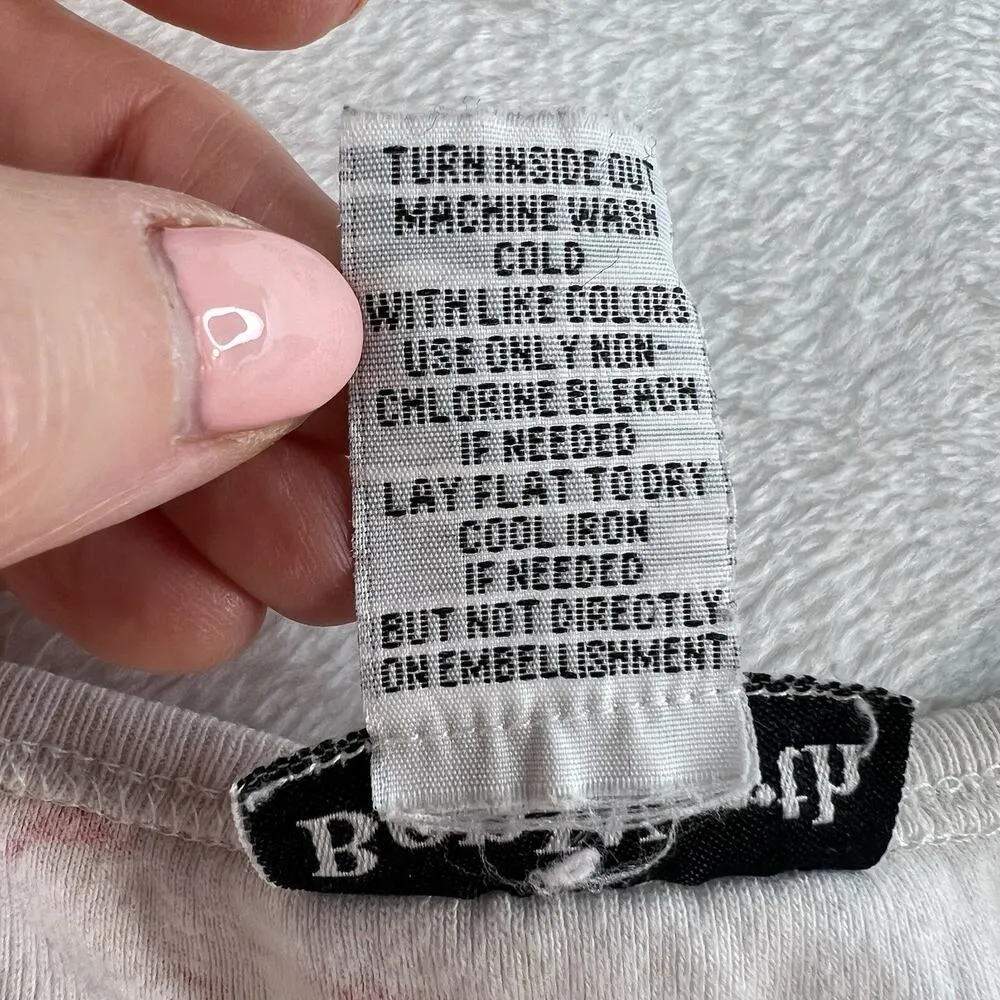 TURN INSIDE OUT
MACHINE WASH
COLD
WITH LIKE COLORS
USE ONLY NON-
CHLORINE BLEACH
IF NEEDED
LAY FLAT TO DRY
COOL IRON
IF NEEDED
BUT NOT DIRECTLY
ON EMBELLISHMENT